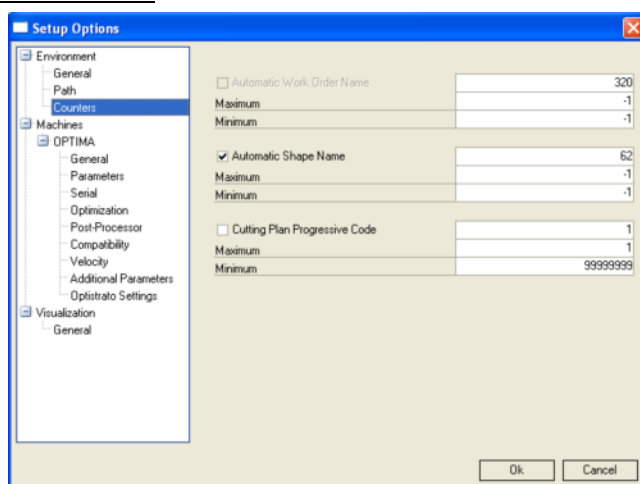 Setup Options
Environment
General
Path
Counters
Machines
OPTIMA
General
Parameters
Serial
Optimization
Post-Processor
Compatibility
Velocity
Additional Parameters
Optistrato Settings
Visualization
General
Automatic Work Order Name 320
Maximum -1
Minimum -1
Automatic Shape Name 62
Maximum -1
Minimum -1
Cutting Plan Progressive Code 1
Maximum 1
Minimum 99999999
Ok Cancel